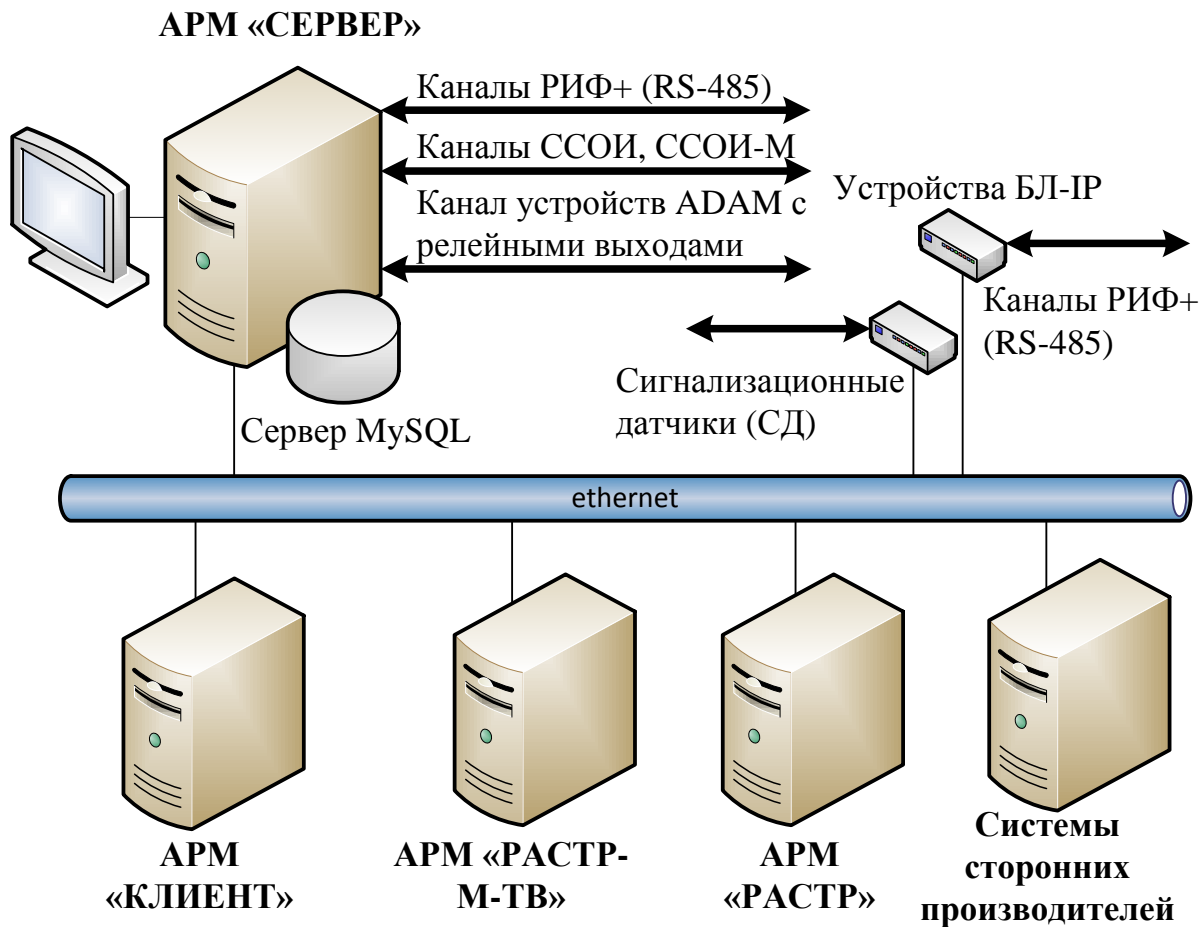 АРМ «СЕРВЕР»
Каналы РИФ+ (RS-485)
Каналы ССОИ, ССОИ-М
Канал устройств ADAM с
релейными выходами
Устройства БЛ-IP
Каналы РИФ+
(RS-485)
Сигнализационные
датчики (СД)
Сервер MySQL
ethernet
АРМ
«КЛИЕНТ»
АРМ «РАСТР-
М-ТВ»
АРМ
«РАСТР»
Системы
сторонних
производителей